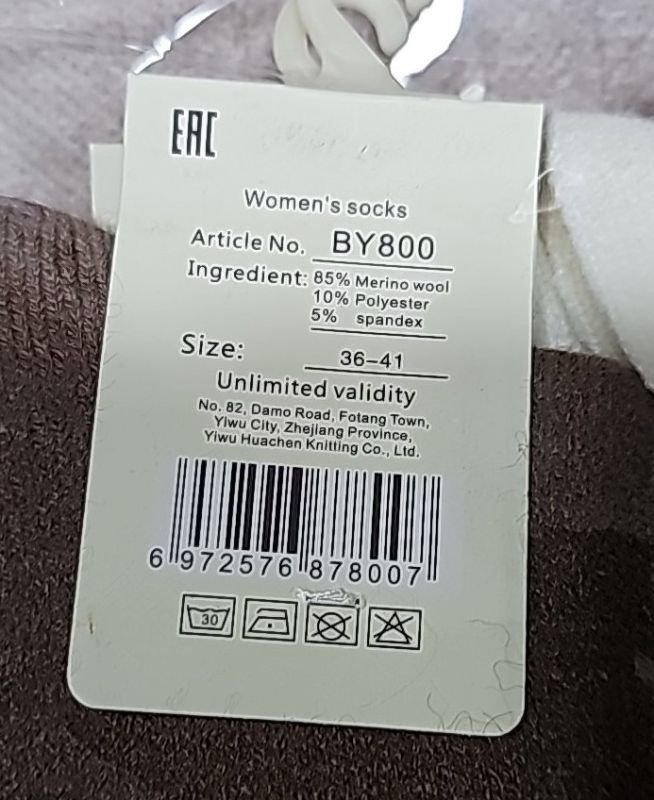 EAC
Women's socks
Article No. BY800
Ingredient: 85% Merino wool
10% Polyester
5% spandex
Size: 36-41
Unlimited validity
No. 82, Damo Road, Fotang Town,
Yiwu City, Zhejiang Province,
Yiwu Huachen Knitting Co., Ltd.
6 972576 878007
30